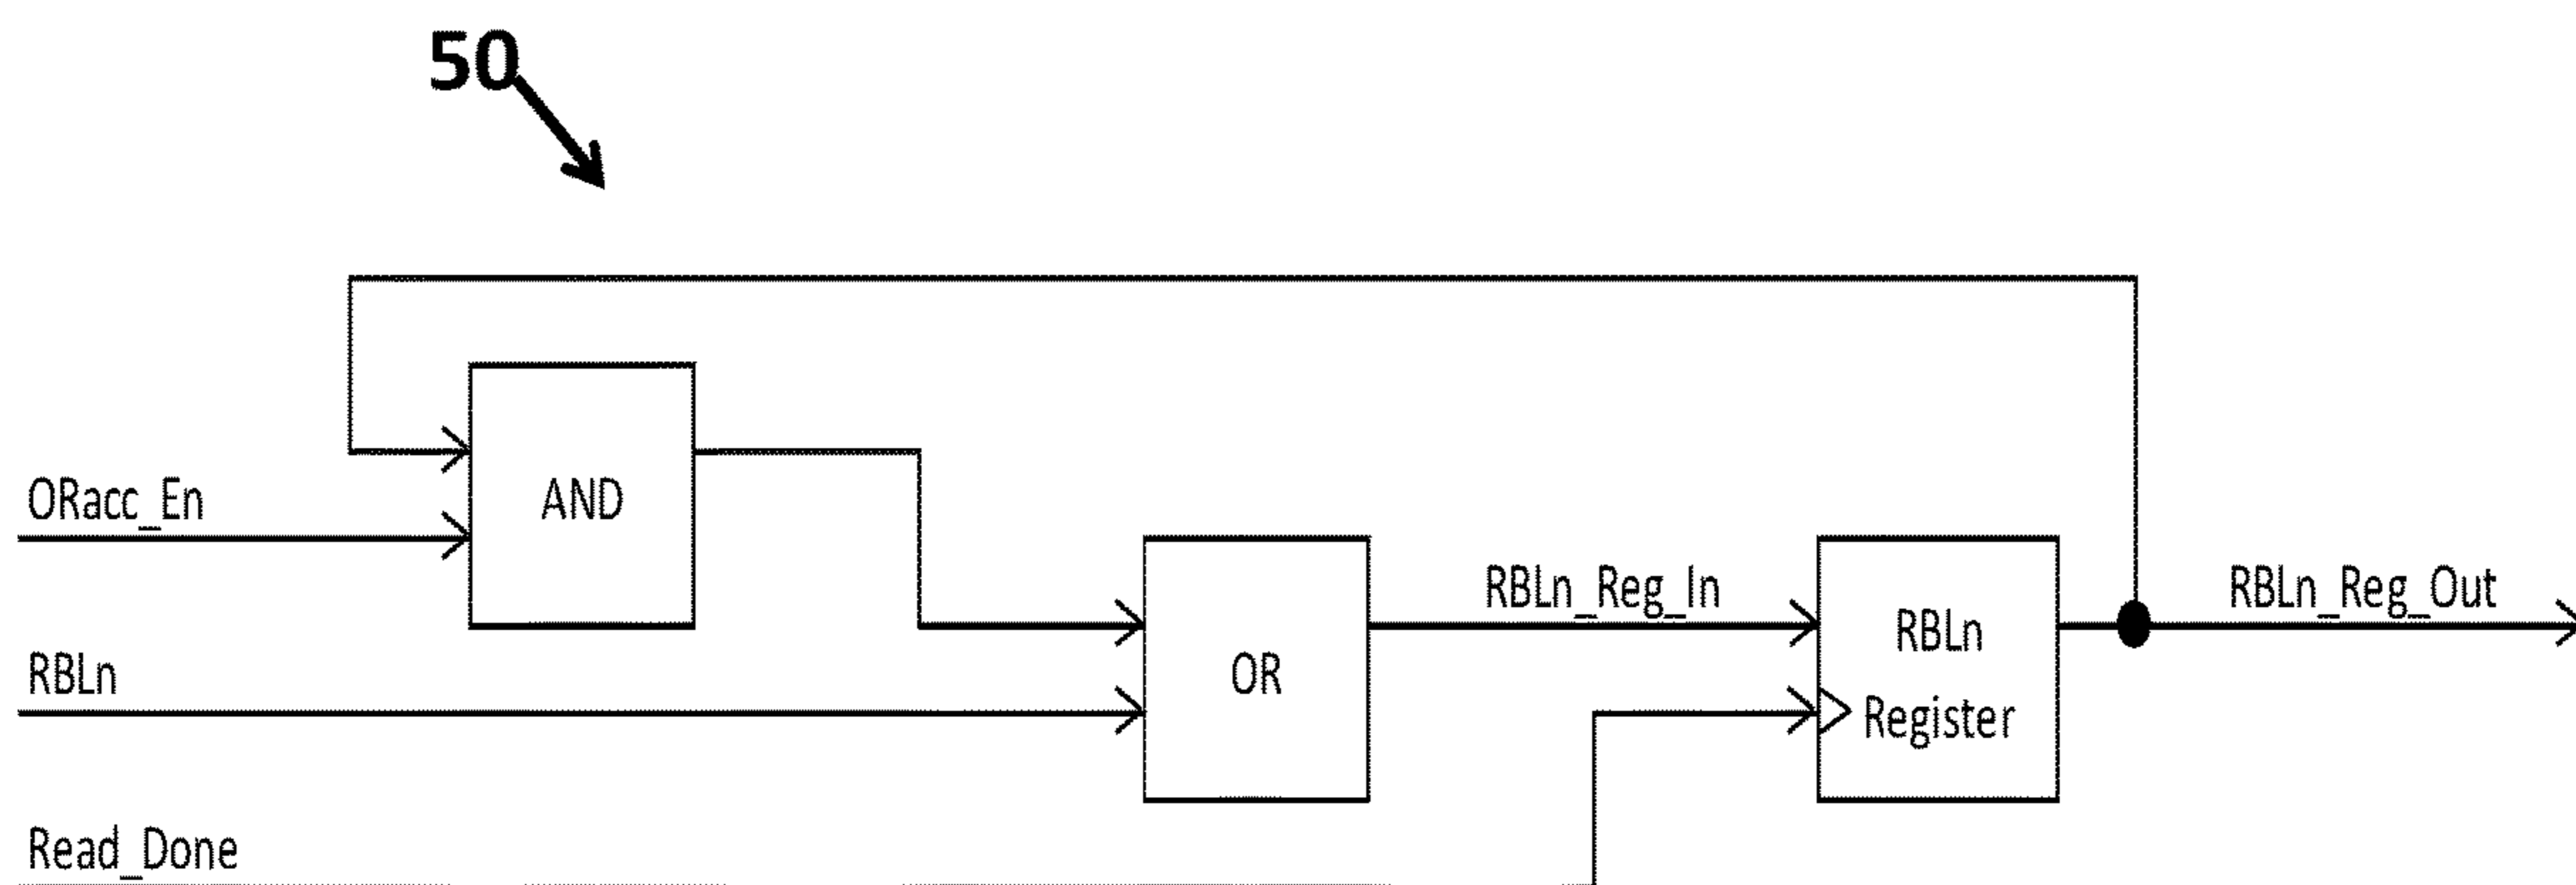 50
ORacc_En
AND
RBLn
OR
RBLn_Reg_In
RBLn
Register
RBLn_Reg_Out
Read_Done